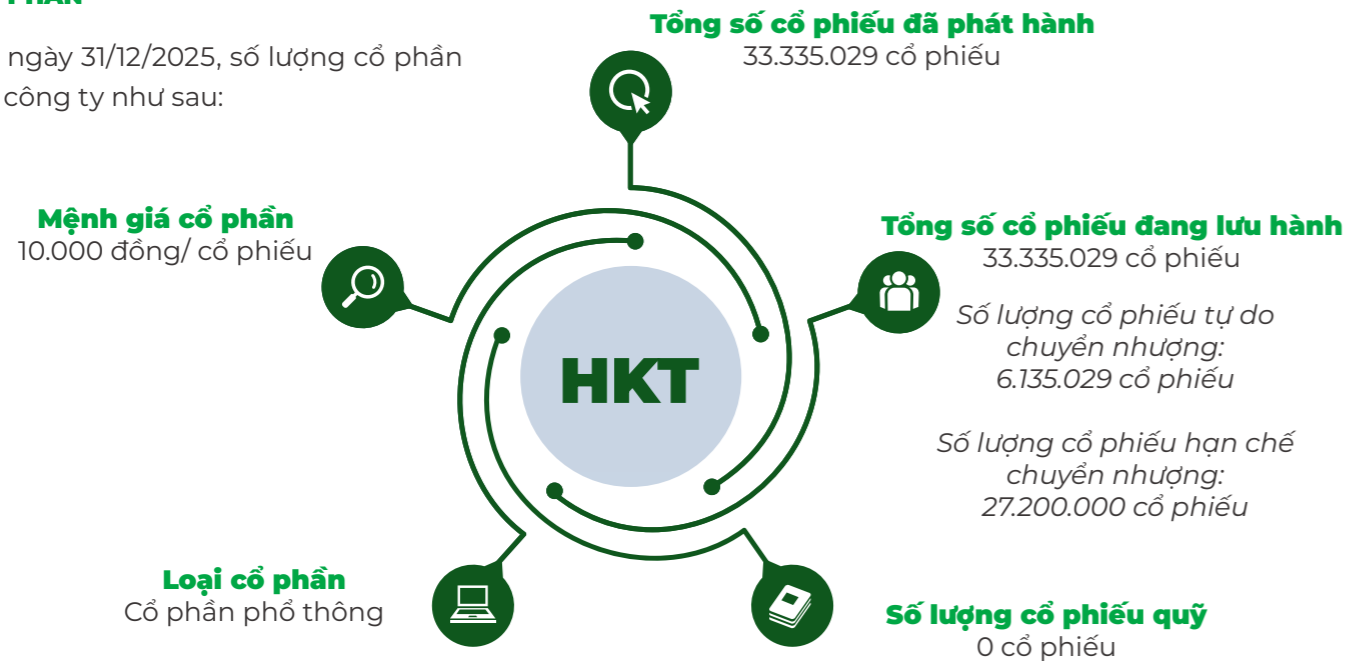 ngày 31/12/2025, số lượng cổ phần
công ty như sau:
Tổng số cổ phiếu đã phát hành
33.335.029 cổ phiếu
Mệnh giá cổ phần
10.000 đồng/ cổ phiếu
Tổng số cổ phiếu đang lưu hành
33.335.029 cổ phiếu
Số lượng cổ phiếu tự do
chuyển nhượng:
6.135.029 cổ phiếu
Số lượng cổ phiếu hạn chế
chuyển nhượng:
27.200.000 cổ phiếu
HKT
Loại cổ phần
Cổ phần phổ thông
Số lượng cổ phiếu quỹ
0 cổ phiếu